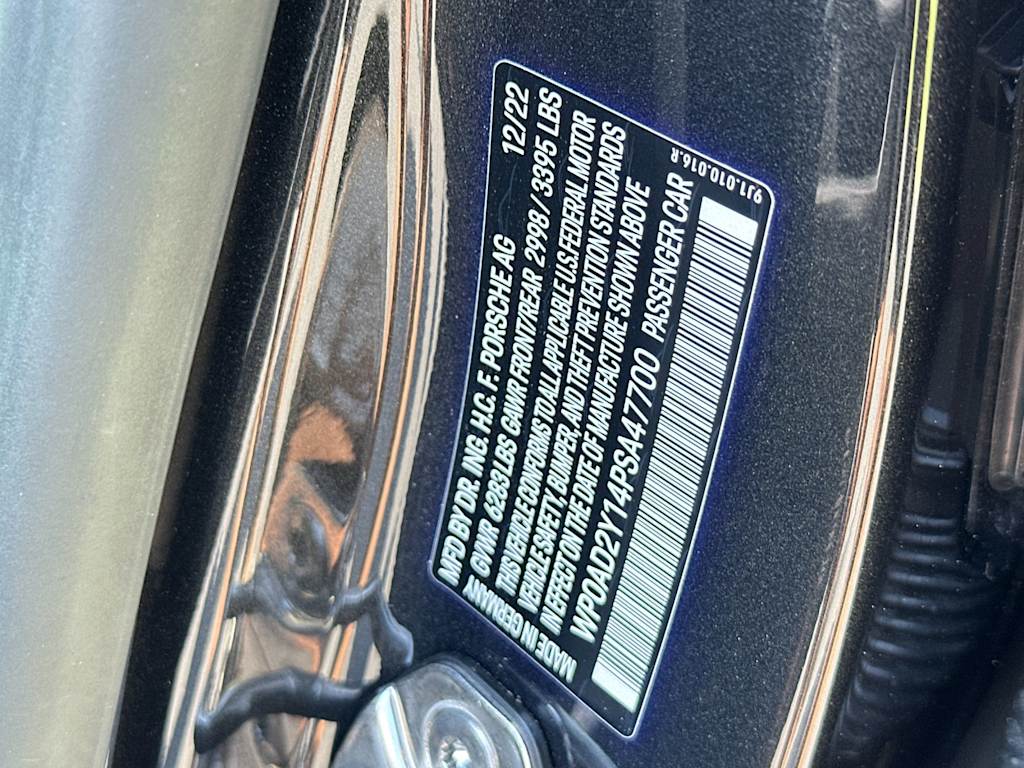 MFD BY DR. ING. H.C. F. PORSCHE AG 12/22
GVWR 6283LBS GAWR FRONT/REAR 2998 / 3395 LBS
THIS VEHICLE CONFORMS TO ALL APPLICABLE U.S. FEDERAL MOTOR
VEHICLE SAFETY, BUMPER, AND THEFT PREVENTION STANDARDS
IN EFFECT ON THE DATE OF MANUFACTURE SHOWN ABOVE
WP0AD2Y14PSA47700 PASSENGER CAR
MADE IN GERMANY
9J1.010.016.R